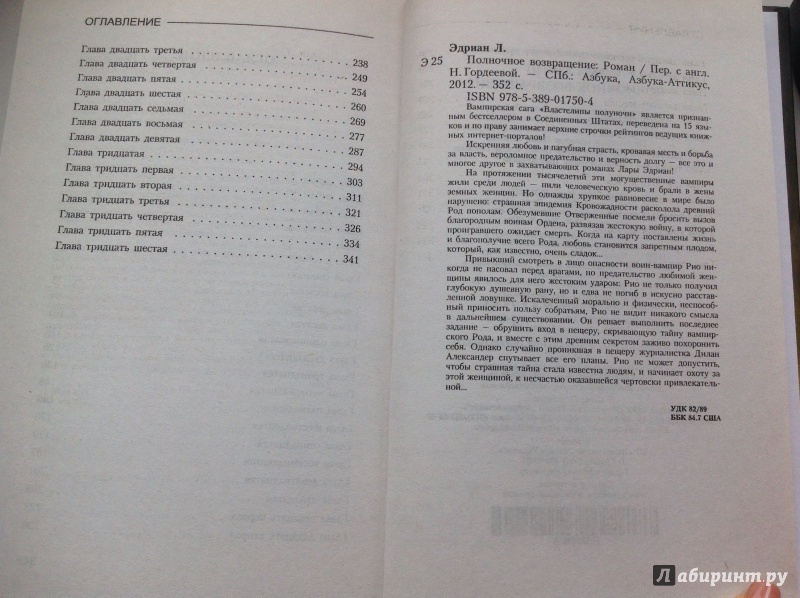 ОГЛАВЛЕНИЕ
Глава двадцать третья 238
Глава двадцать четвертая 249
Глава двадцать пятая 254
Глава двадцать шестая 260
Глава двадцать седьмая 269
Глава двадцать восьмая 277
Глава двадцать девятая 287
Глава тридцатая 294
Глава тридцать первая 303
Глава тридцать вторая 311
Глава тридцать третья 321
Глава тридцать четвертая 326
Глава тридцать пятая 334
Глава тридцать шестая 341
Эдриан Л.
Э 25 Полночное возвращение: Роман / Пер. с англ.
Н. Гордеевой. — СПб.: Азбука, Азбука-Аттикус,
2012. — 352 с.
ISBN 978-5-389-01750-4
Вампирская сага «Властелины полуночи» является признан-
ным бестселлером в Соединенных Штатах, переведена на 15 язы-
ков и по праву занимает верхние строчки рейтингов ведущих книж-
ных интернет-порталов!
Искренняя любовь и пагубная страсть, кровавая месть и борьба
за власть, вероломное предательство и верность долгу — все это и
многое другое в захватывающих романах Лары Эдриан!
На протяжении тысячелетий эти могущественные вампиры
жили среди людей — пили человеческую кровь и брали в жены
земных женщин. Но однажды хрупкое равновесие в мире было
нарушено: страшная эпидемия Кровожадности расколола древний
Род пополам. Обезумевшие Отверженные посмели бросить вызов
благородным воинам Ордена, развязав жестокую войну, в которой
проигравшего ожидает смерть. Когда на карту поставлены жизнь
и благополучие всего Рода, любовь становится запретным плодом,
который, как известно, очень сладок...
Привыкший смотреть в лицо опасности воин-вампир Рио ни-
когда не пасовал перед врагами, но предательство любимой жен-
щины явилось для него жестоким ударом: Рио не только получил
глубокую душевную рану, но и едва не погиб в искусно расстав-
ленной ловушке. Искалеченный морально и физически, неспособ-
ный приносить пользу собратьям, Рио не видит никакого смысла
в дальнейшем существовании. Он решает выполнить последнее
задание — обрушить вход в пещеру, скрывающую тайну вампир-
ского Рода, и вместе с этим древним секретом заживо похоронить
себя. Однако случайно проникшая в пещеру журналистка Дилан
Александер спутывает все его планы. Рио не может допустить,
чтобы страшная тайна стала известна людям, и начинает охоту за
этой женщиной, к несчастью оказавшейся чертовски привлекатель-
ной...
УДК 82/89
ББК 84.7 США
Лабиринт.ру